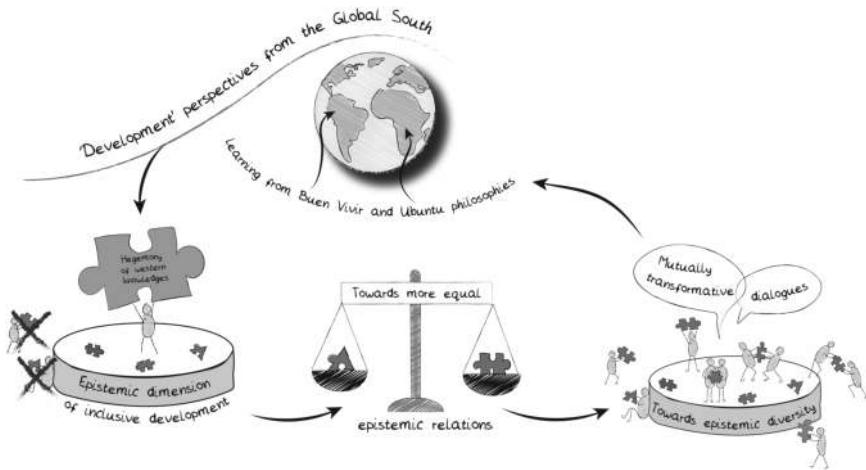 'Development' perspectives from the Global South
Learning from Buen Vivir and Ubuntu philosophies
Hegemony
of western
knowledges
Epistemic dimension
of inclusive development
Towards more equal
epistemic relations
Mutually
transformative
dialogues
Towards epistemic diversity